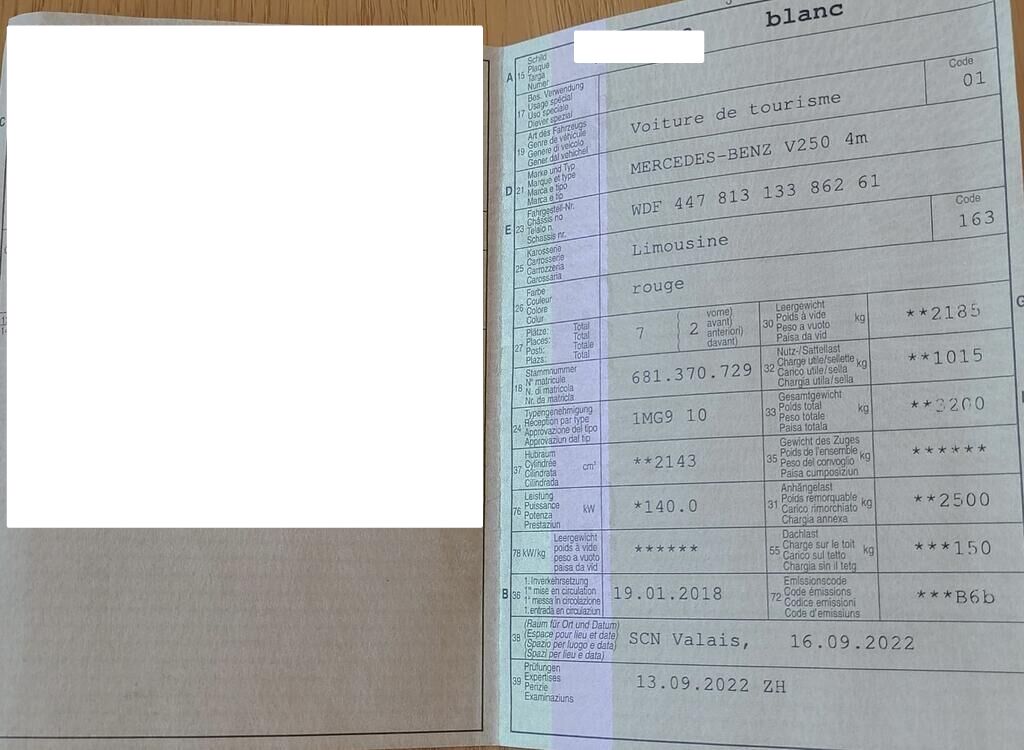 blanc
A 15 Schild
Plaque
Targa
Numer
17 Bes. Verwendung
Usage spécial
Uso speciale
Diever spezial
19 Art des Fahrzeugs
Genre de véhicule
Genere di veicolo
Gener dal vehichel
Voiture de tourisme
Code
01
D 21 Marke und Typ
Marque et type
Marca e tipo
Marca e tip
MERCEDES-BENZ V250 4m
E 23 Fahrgestell-Nr.
Châssis no
Telaio n.
Schassis nr.
WDF 447 813 133 862 61
25 Karosserie
Carrosserie
Carrozzeria
Carossaria
Limousine
Code
163
26 Farbe
Couleur
Colore
Colur
rouge
27 Plätze: Total
Places: Total
Posti: Totale
Plazs: Total
7 ( 2 vorne)
avant)
anteriori)
davant)
30 Leergewicht
Poids à vide
Peso a vuoto
Paisa da vid
kg
**2185
18 Stammnummer
N° matricule
N. di matricola
Nr. da matricla
681.370.729
32 Nutz-/Sattellast
Charge utile/sellette
Carico utile/sella
Chargia utila/sella
kg
**1015
24 Typengenehmigung
Réception par type
Approvazione del tipo
Approvaziun dal tip
1MG9 10
33 Gesamtgewicht
Poids total
Peso totale
Paisa totala
kg
**3200
37 Hubraum
Cylindrée
Cilindrata
Cilindrada
cm³
**2143
35 Gewicht des Zuges
Poids de l'ensemble
Peso del convoglio
Paisa cumposiziun
kg
******
76 Leistung
Puissance
Potenza
Prestaziun
kW
*140.0
31 Anhängelast
Poids remorquable
Carico rimorchiato
Chargia annexa
kg
**2500
78 kW/kg Leergewicht
poids à vide
peso a vuoto
paisa da vid
******
55 Dachlast
Charge sur le toit
Carico sul tetto
Chargia sin il tetg
kg
***150
B 36 1. Inverkehrsetzung
1re mise en circulation
1a messa in circolazione
1. entrada en circulaziun
19.01.2018
72 Emissionscode
Code émissions
Codice emissioni
Code d'emissiuns
***B6b
38 (Raum für Ort und Datum)
(Espace pour lieu et date)
(Spazio per luogo e data)
(Spazi per lieu e data)
SCN Valais, 16.09.2022
39 Prüfungen
Expertises
Perizie
Examinaziuns
13.09.2022 ZH